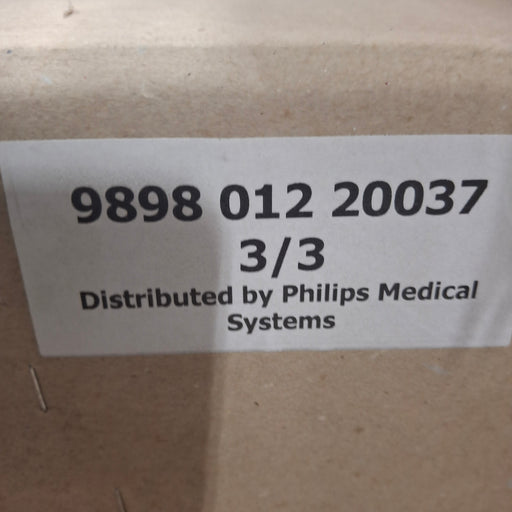 9898 012 20037
3/3
Distributed by Philips Medical
Systems